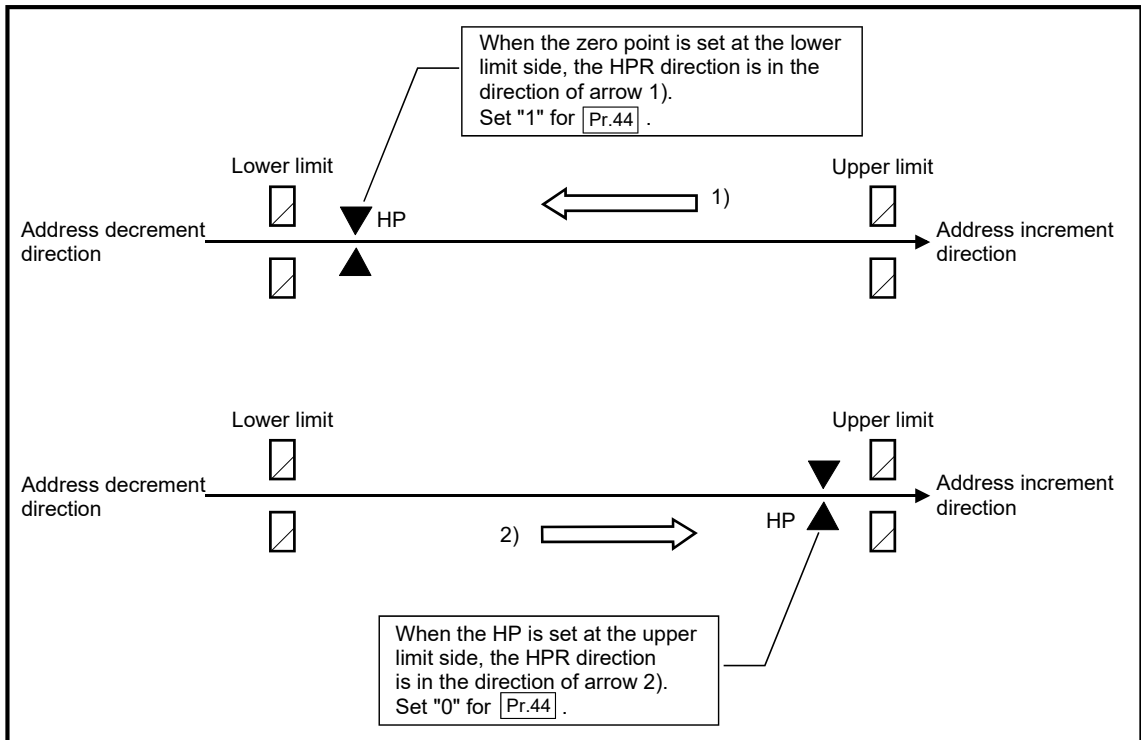 When the zero point is set at the lower
limit side, the HPR direction is in the
direction of arrow 1).
Set "1" for Pr.44 .
Lower limit
Upper limit
1)
HP
Address decrement
direction
Address increment
direction
Lower limit
Upper limit
Address decrement
direction
Address increment
direction
2)
HP
When the HP is set at the upper
limit side, the HPR direction
is in the direction of arrow 2).
Set "0" for Pr.44 .